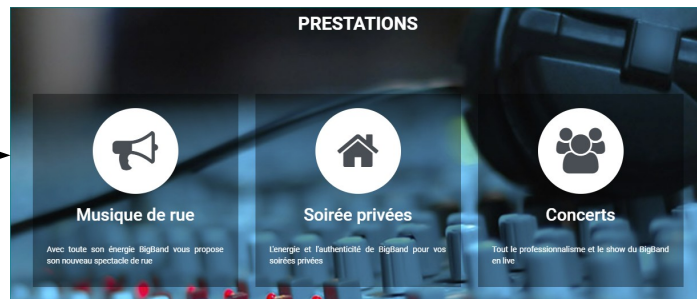 PRESTATIONS
Musique de rue
Avec toute son énergie BigBand vous propose
son nouveau spectacle de rue
Soirée privées
L'energie et l'authenticité de BigBand pour vos
soirées privées
Concerts
Tout le professionnalisme et le show du BigBand
en live